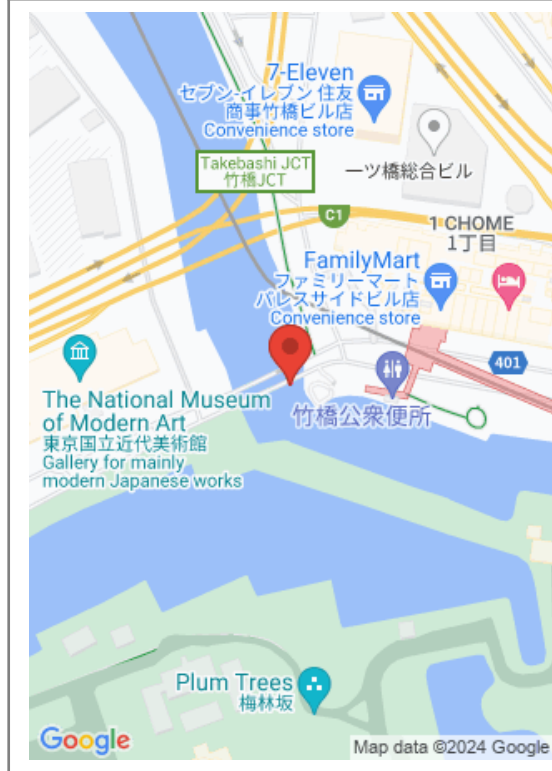 7-Eleven
セブン-イレブン 住友
商事竹橋ビル店
Convenience store
Takebashi JCT
竹橋JCT
一ツ橋総合ビル
C1
1 CHOME
1丁目
FamilyMart
ファミリーマート
パレスサイドビル店
Convenience store
401
The National Museum
of Modern Art
東京国立近代美術館
Gallery for mainly
modern Japanese works
竹橋公衆便所
Plum Trees
梅林坂
Google
Map data ©2024 Google